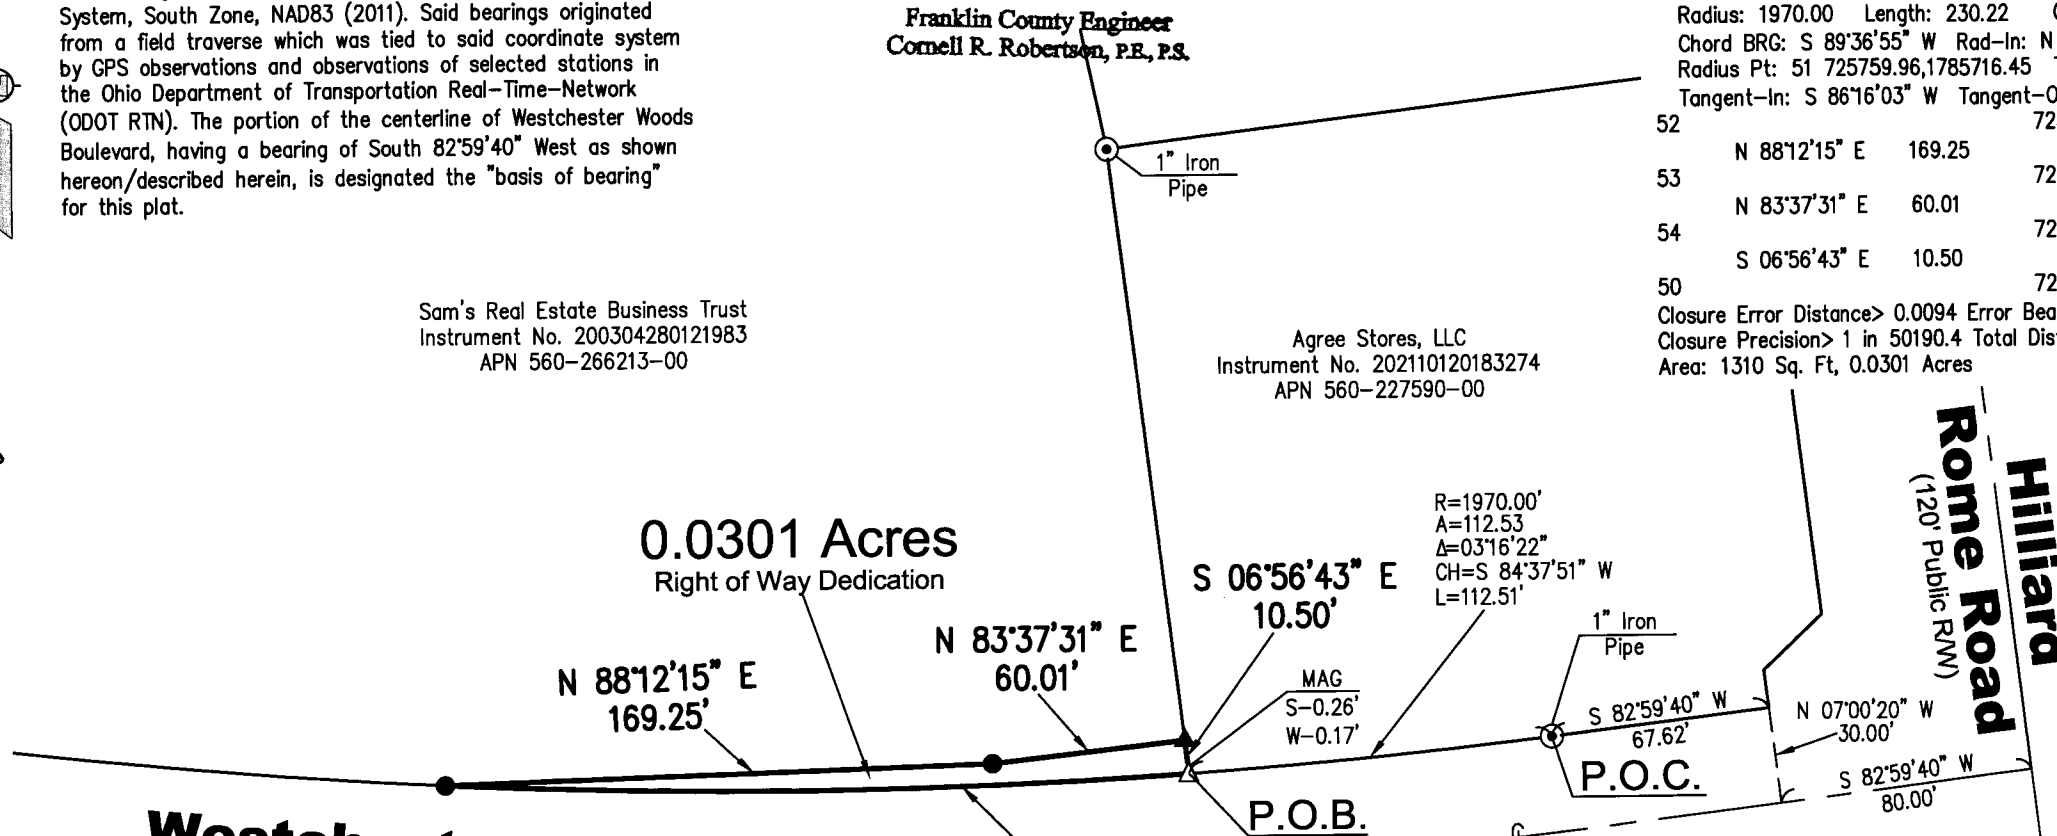 System, South Zone, NAD83 (2011). Said bearings originated
from a field traverse which was tied to said coordinate system
by GPS observations and observations of selected stations in
the Ohio Department of Transportation Real-Time-Network
(ODOT RTN). The portion of the centerline of Westchester Woods
Boulevard, having a bearing of South 82°59'40" West as shown
hereon/described herein, is designated the "basis of bearing"
for this plat.
Franklin County Engineer
Cornell R. Robertson, P.E., P.S.
Radius: 1970.00 Length: 230.22
Chord BRG: S 89°36'55" W Rad-In: N
Radius Pt: 51 725759.96,1785716.45
Tangent-In: S 86°16'03" W Tangent-O
52 72
N 88°12'15" E 169.25
53 72
N 83°37'31" E 60.01
54 72
S 06°56'43" E 10.50
50 72
Closure Error Distance> 0.0094 Error Bea
Closure Precision> 1 in 50190.4 Total Dis
Area: 1310 Sq. Ft, 0.0301 Acres
1" Iron
Pipe
Sam's Real Estate Business Trust
Instrument No. 200304280121983
APN 560-266213-00
Agree Stores, LLC
Instrument No. 202110120183274
APN 560-227590-00
Hilliard
Rome Road
(120' Public R/W)
0.0301 Acres
Right of Way Dedication
R=1970.00'
A=112.53
Δ=03°16'22"
CH=S 84°37'51" W
L=112.51'
S 06°56'43" E
10.50'
N 83°37'31" E
60.01'
N 88°12'15" E
169.25'
MAG
S-0.26'
W-0.17'
1" Iron
Pipe
S 82°59'40" W
67.62'
N 07°00'20" W
30.00'
P.O.C.
S 82°59'40" W
80.00'
P.O.B.